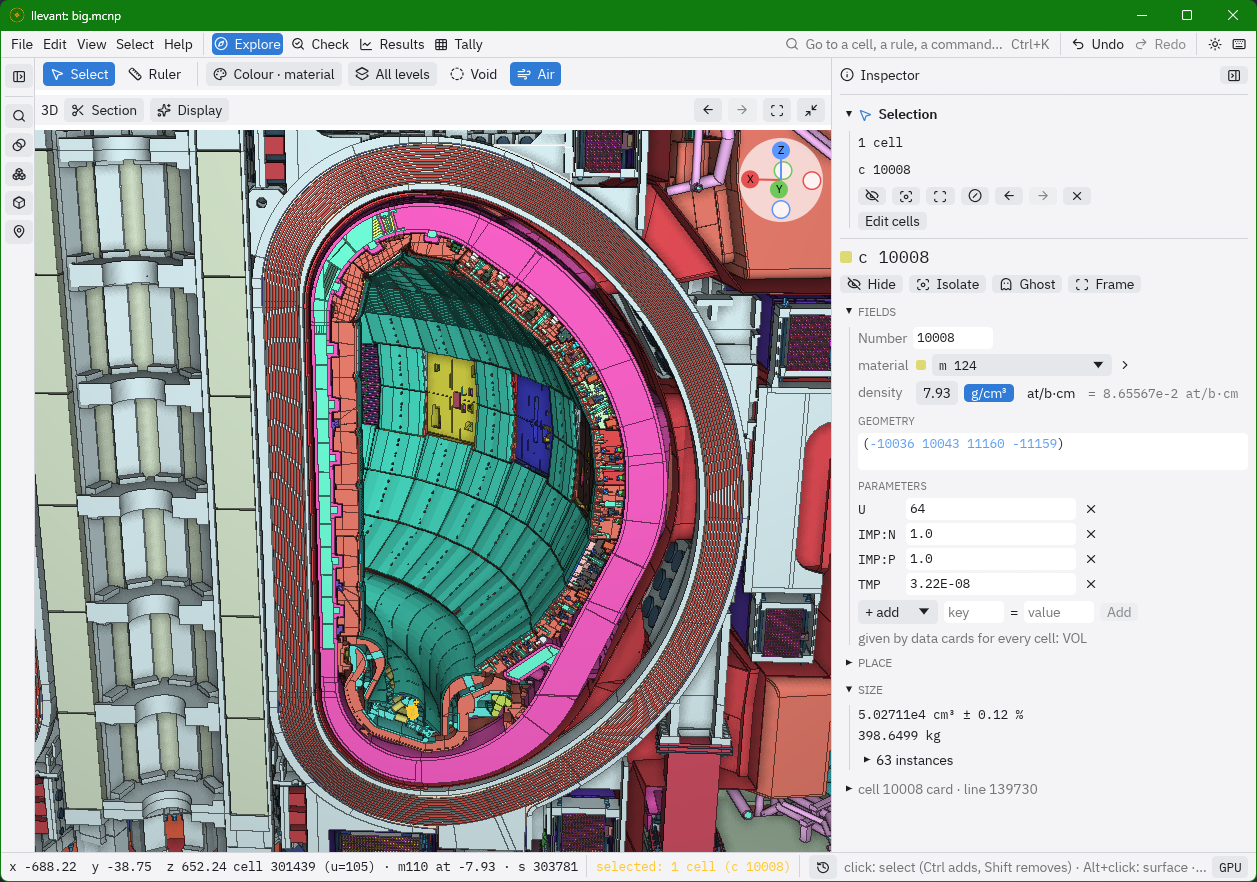 llevant: big.mcnp
File Edit View Select Help Explore Check Results Tally Go to a cell, a rule, a command... Ctrl+K Undo Redo
Select Ruler Colour · material All levels Void Air
3D Section Display
Z
X
Y
Inspector
Selection
1 cell
c 10008
Edit cells
c 10008
Hide Isolate Ghost Frame
FIELDS
Number 10008
material m 124
density 7.93 g/cm³ at/b·cm = 8.65567e-2 at/b·cm
GEOMETRY
(-10036 10043 11160 -11159)
PARAMETERS
U 64
IMP:N 1.0
IMP:P 1.0
TMP 3.22E-08
+ add key = value Add
given by data cards for every cell: VOL
PLACE
SIZE
5.02711e4 cm³ ± 0.12 %
398.6499 kg
63 instances
cell 10008 card · line 139730
x -688.22 y -38.75 z 652.24 cell 301439 (u=105) · m110 at -7.93 · s 303781 selected: 1 cell (c 10008) click: select (Ctrl adds, Shift removes) · Alt+click: surface ·... GPU